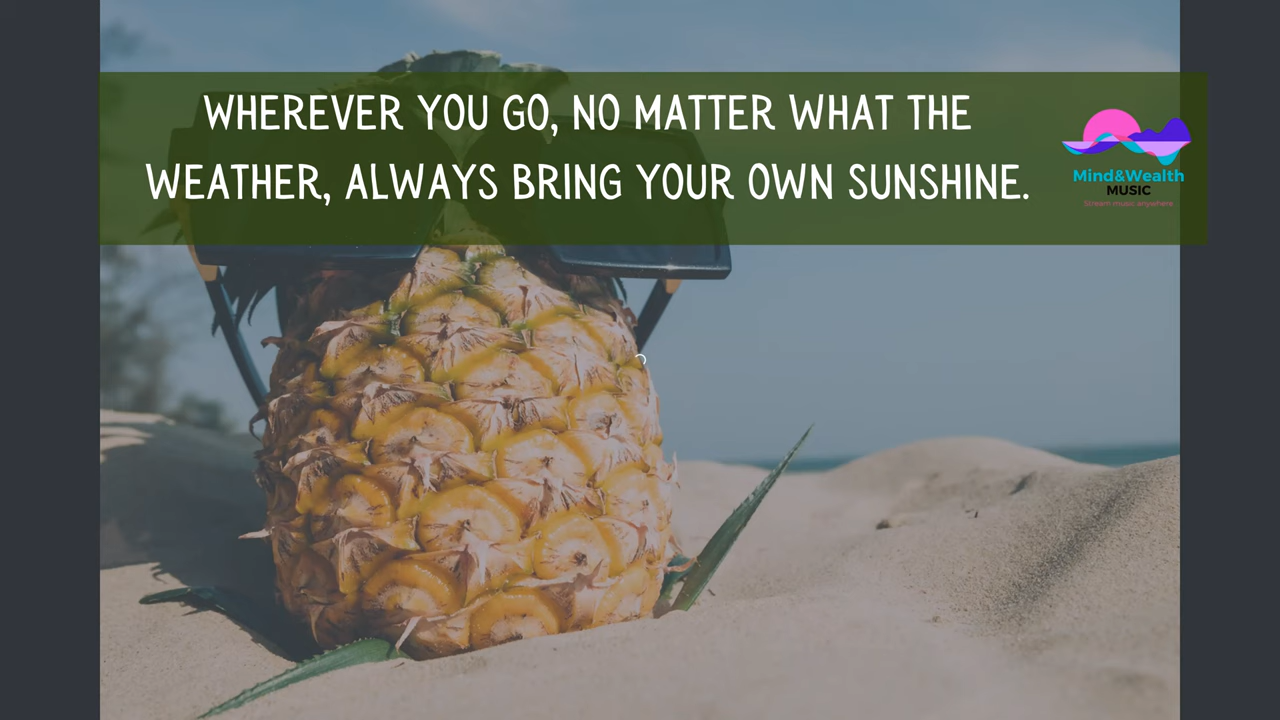 WHEREVER YOU GO, NO MATTER WHAT THE
WEATHER, ALWAYS BRING YOUR OWN SUNSHINE.
Mind&Wealth
MUSIC
Stream music anywhere